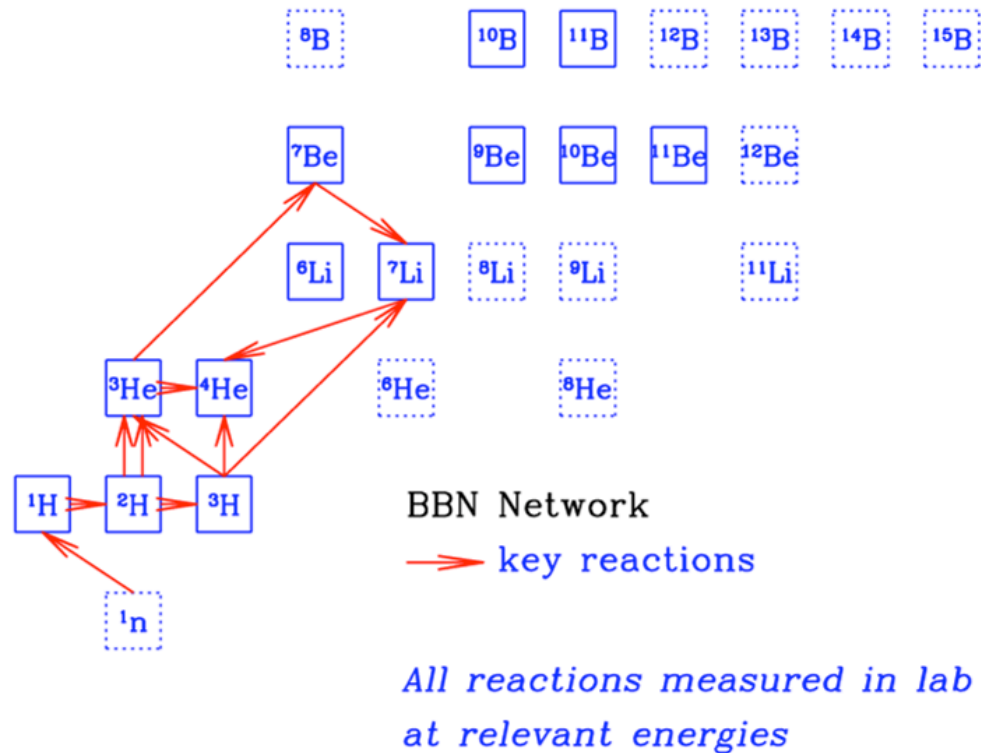 ⁸B ¹⁰B ¹¹B ¹²B ¹³B ¹⁴B ¹⁵B
⁷Be ⁹Be ¹⁰Be ¹¹Be ¹²Be
⁶Li ⁷Li ⁸Li ⁹Li ¹¹Li
³He ⁴He ⁶He ⁸He
¹H ²H ³H
BBN Network
key reactions
¹n
All reactions measured in lab
at relevant energies